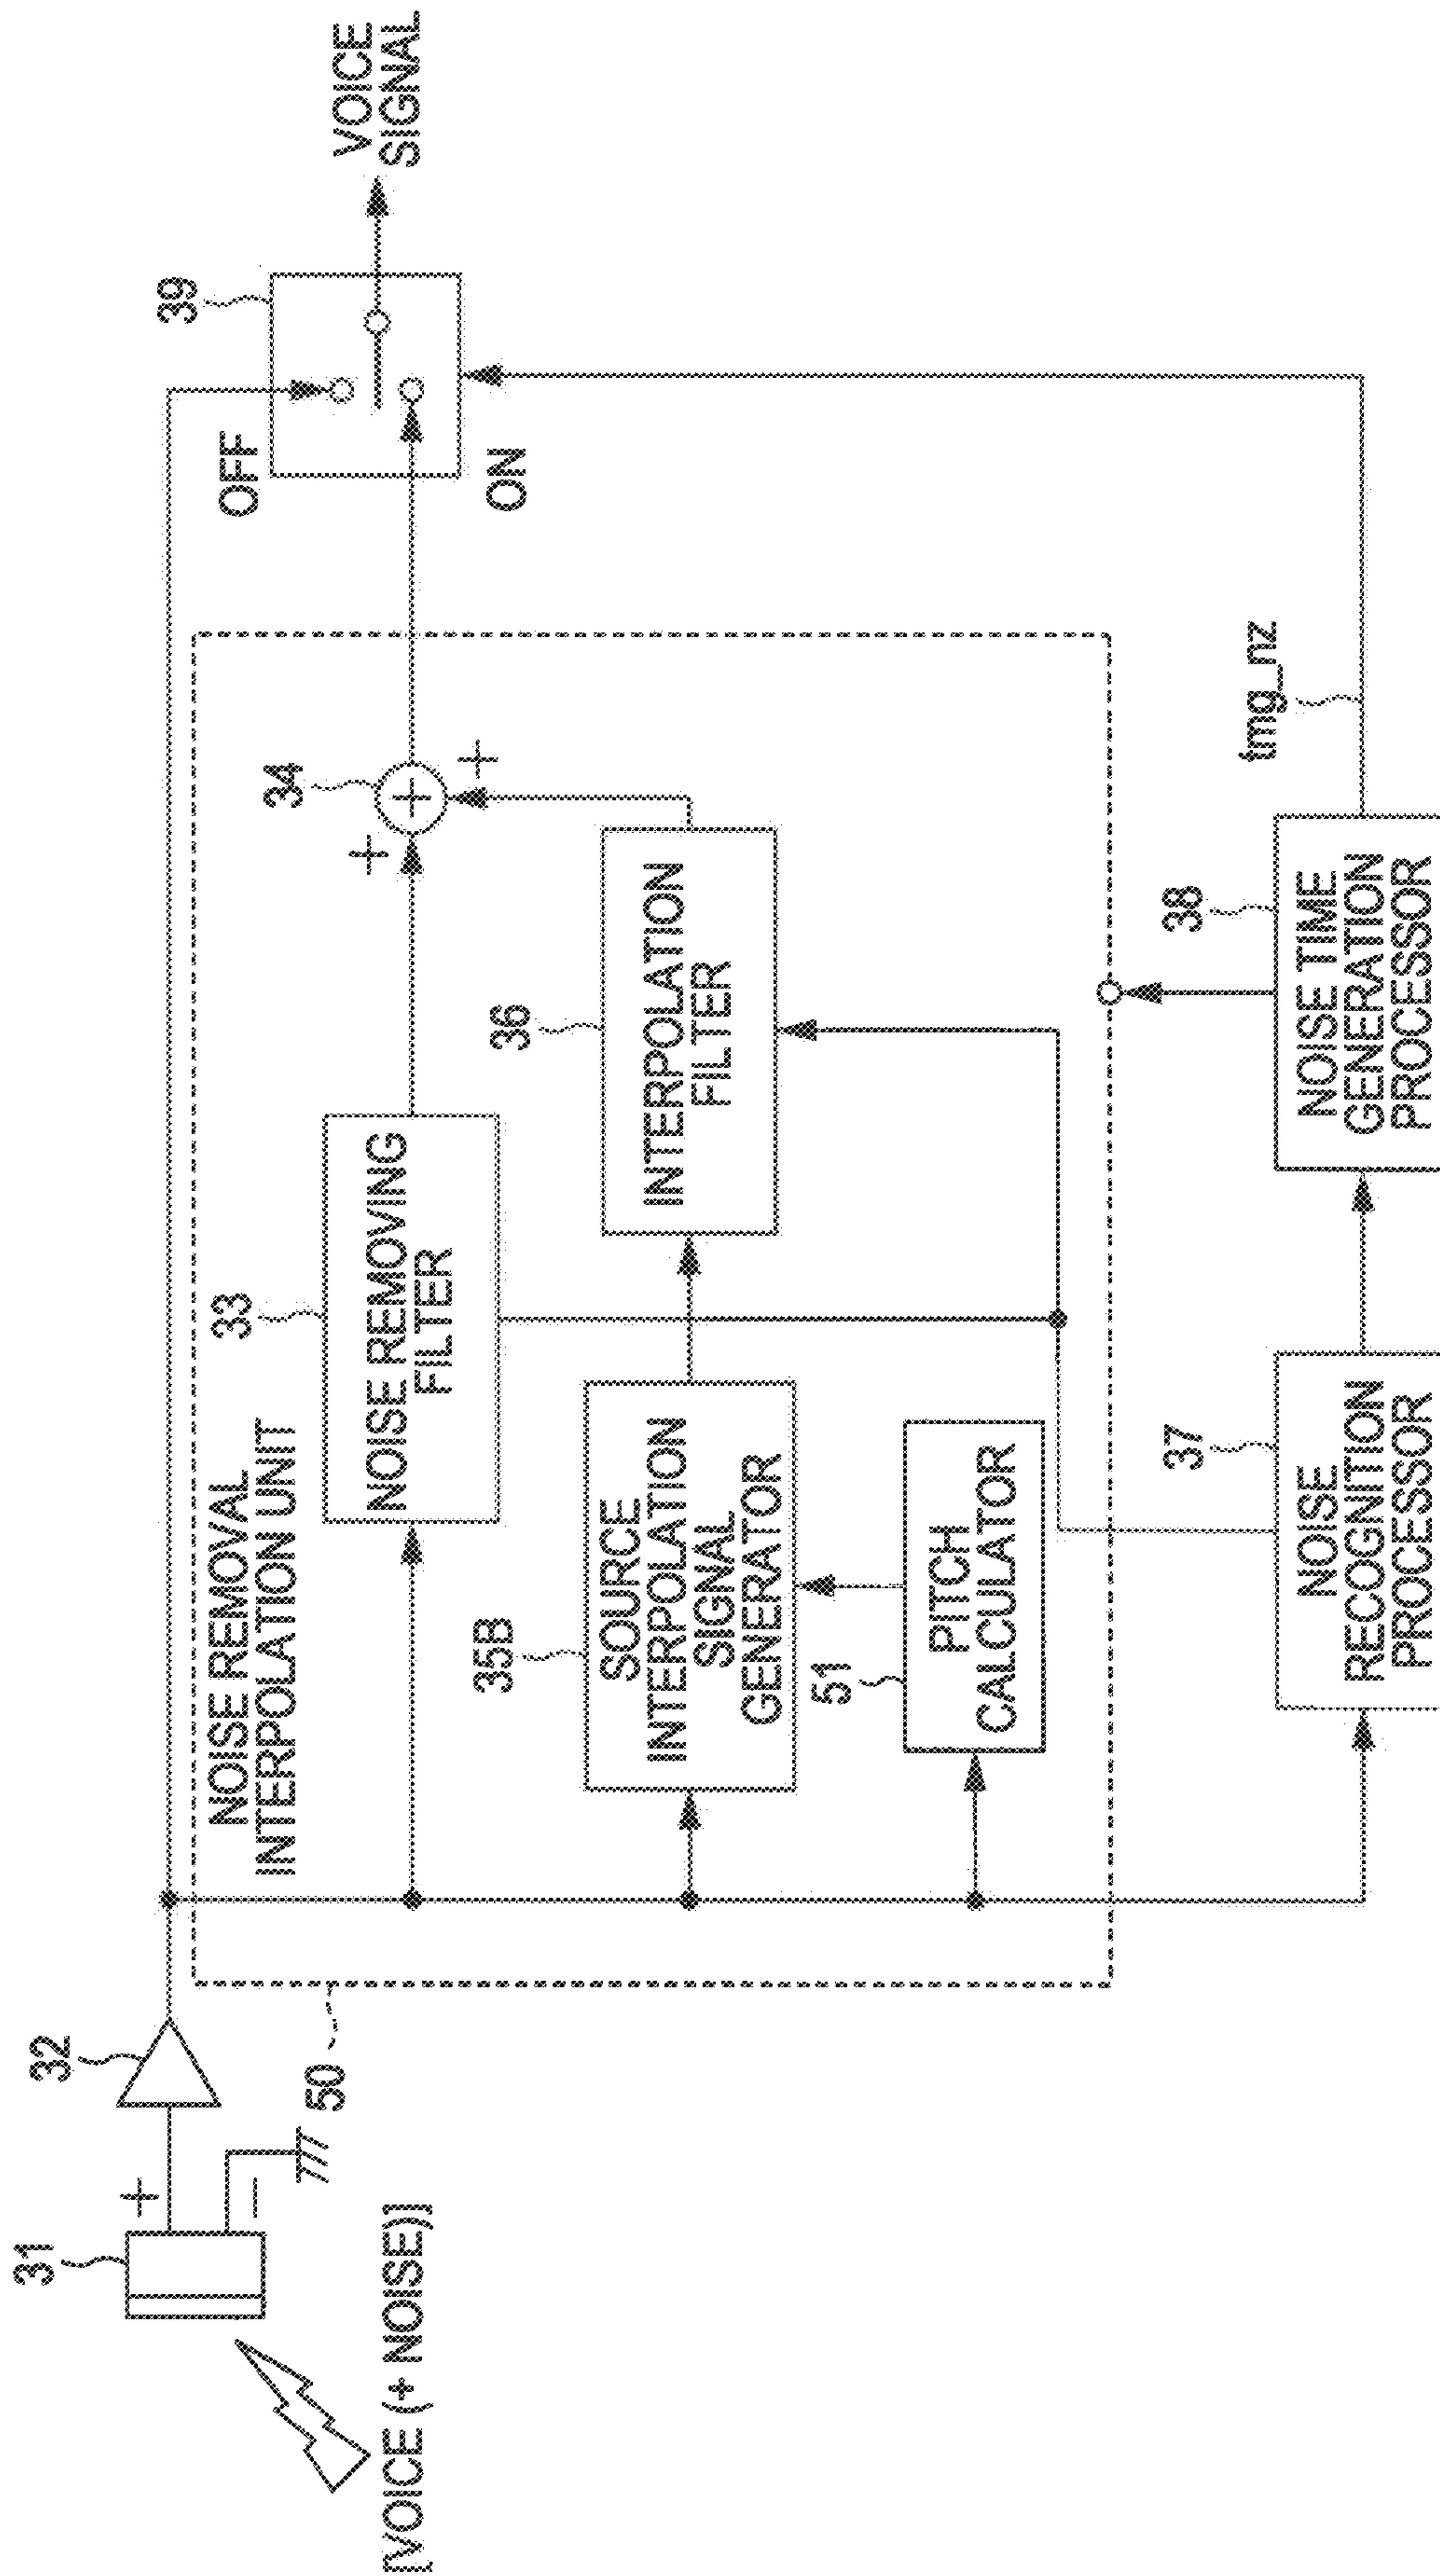 31
+
−
32
[VOICE (+ NOISE)]
50
NOISE REMOVAL
INTERPOLATION UNIT
33
NOISE REMOVING
FILTER
34
+
+
+
OFF
39
ON
VOICE
SIGNAL
35B
SOURCE
INTERPOLATION
SIGNAL
GENERATOR
36
INTERPOLATION
FILTER
51
PITCH
CALCULATOR
37
NOISE
RECOGNITION
PROCESSOR
38
NOISE TIME
GENERATION
PROCESSOR
tmg_nz